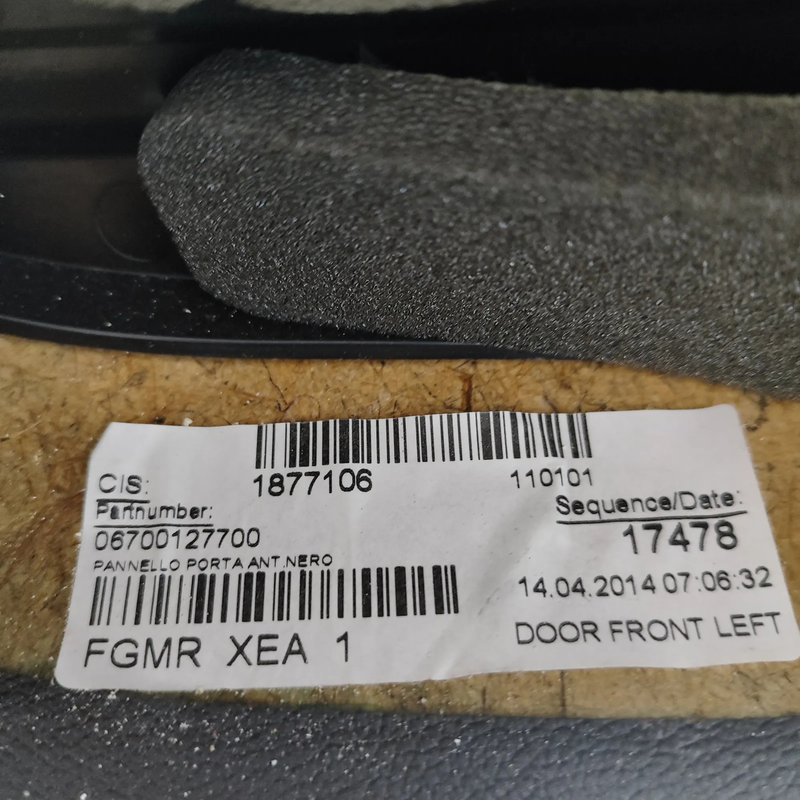 CIS:
1877106
110101
Partnumber:
Sequence/Date:
06700127700
17478
PANNELLO PORTA ANT.NERO
14.04.2014 07:06:32
FGMR XEA 1
DOOR FRONT LEFT